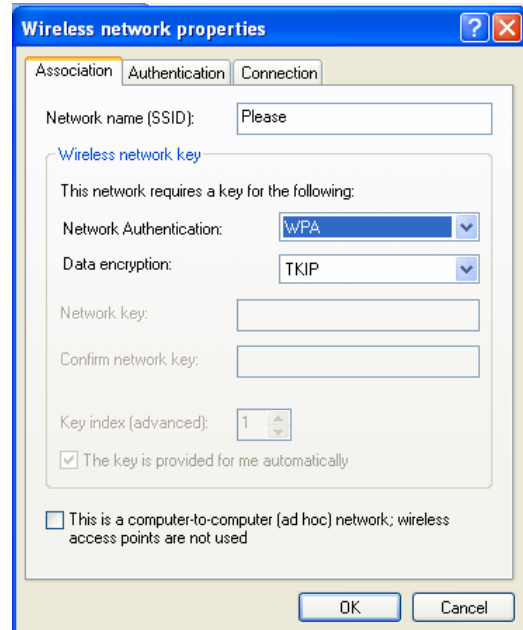 Wireless network properties
Association Authentication Connection
Network name (SSID): Please
Wireless network key
This network requires a key for the following:
Network Authentication: WPA
Data encryption: TKIP
Network key:
Confirm network key:
Key index (advanced): 1
The key is provided for me automatically
This is a computer-to-computer (ad hoc) network; wireless
access points are not used
OK Cancel